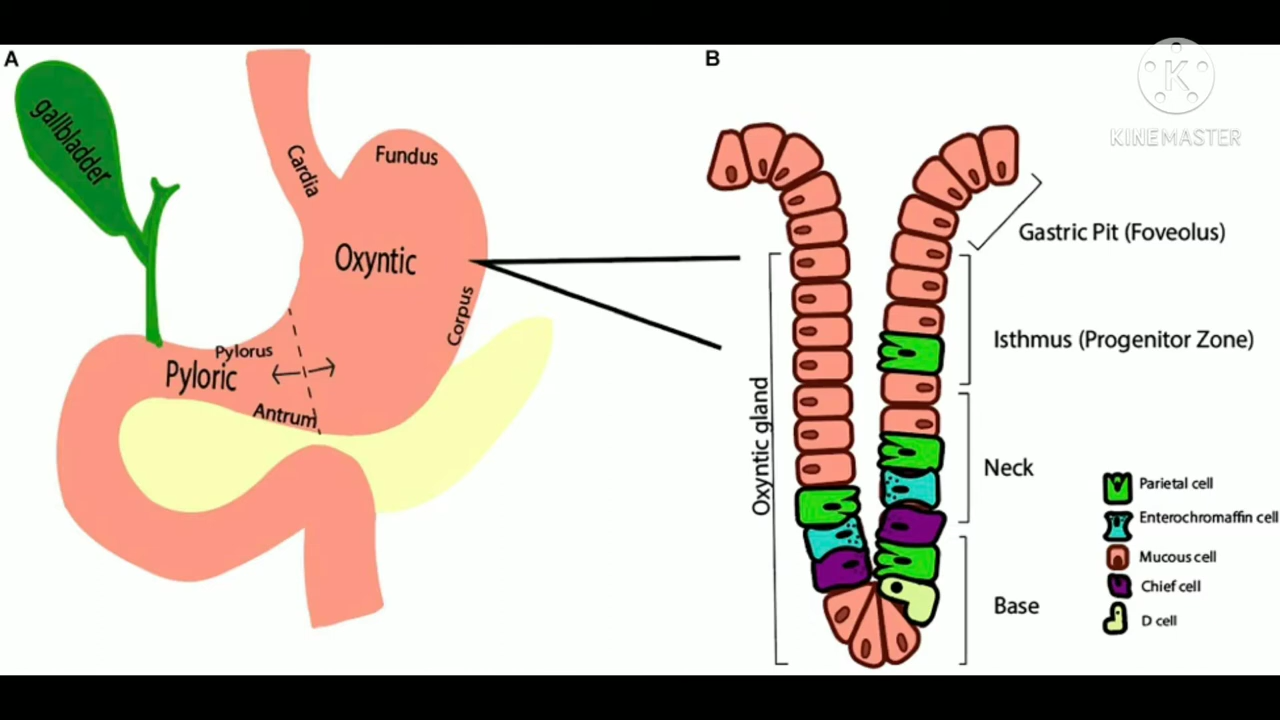 A
gallbladder
Cardia
Fundus
Oxyntic
Corpus
Pylorus
Pyloric
Antrum
B
K
KINEMASTER
Gastric Pit (Foveolus)
Isthmus (Progenitor Zone)
Oxyntic gland
Neck
Base
Parietal cell
Enterochromaffin cell
Mucous cell
Chief cell
D cell